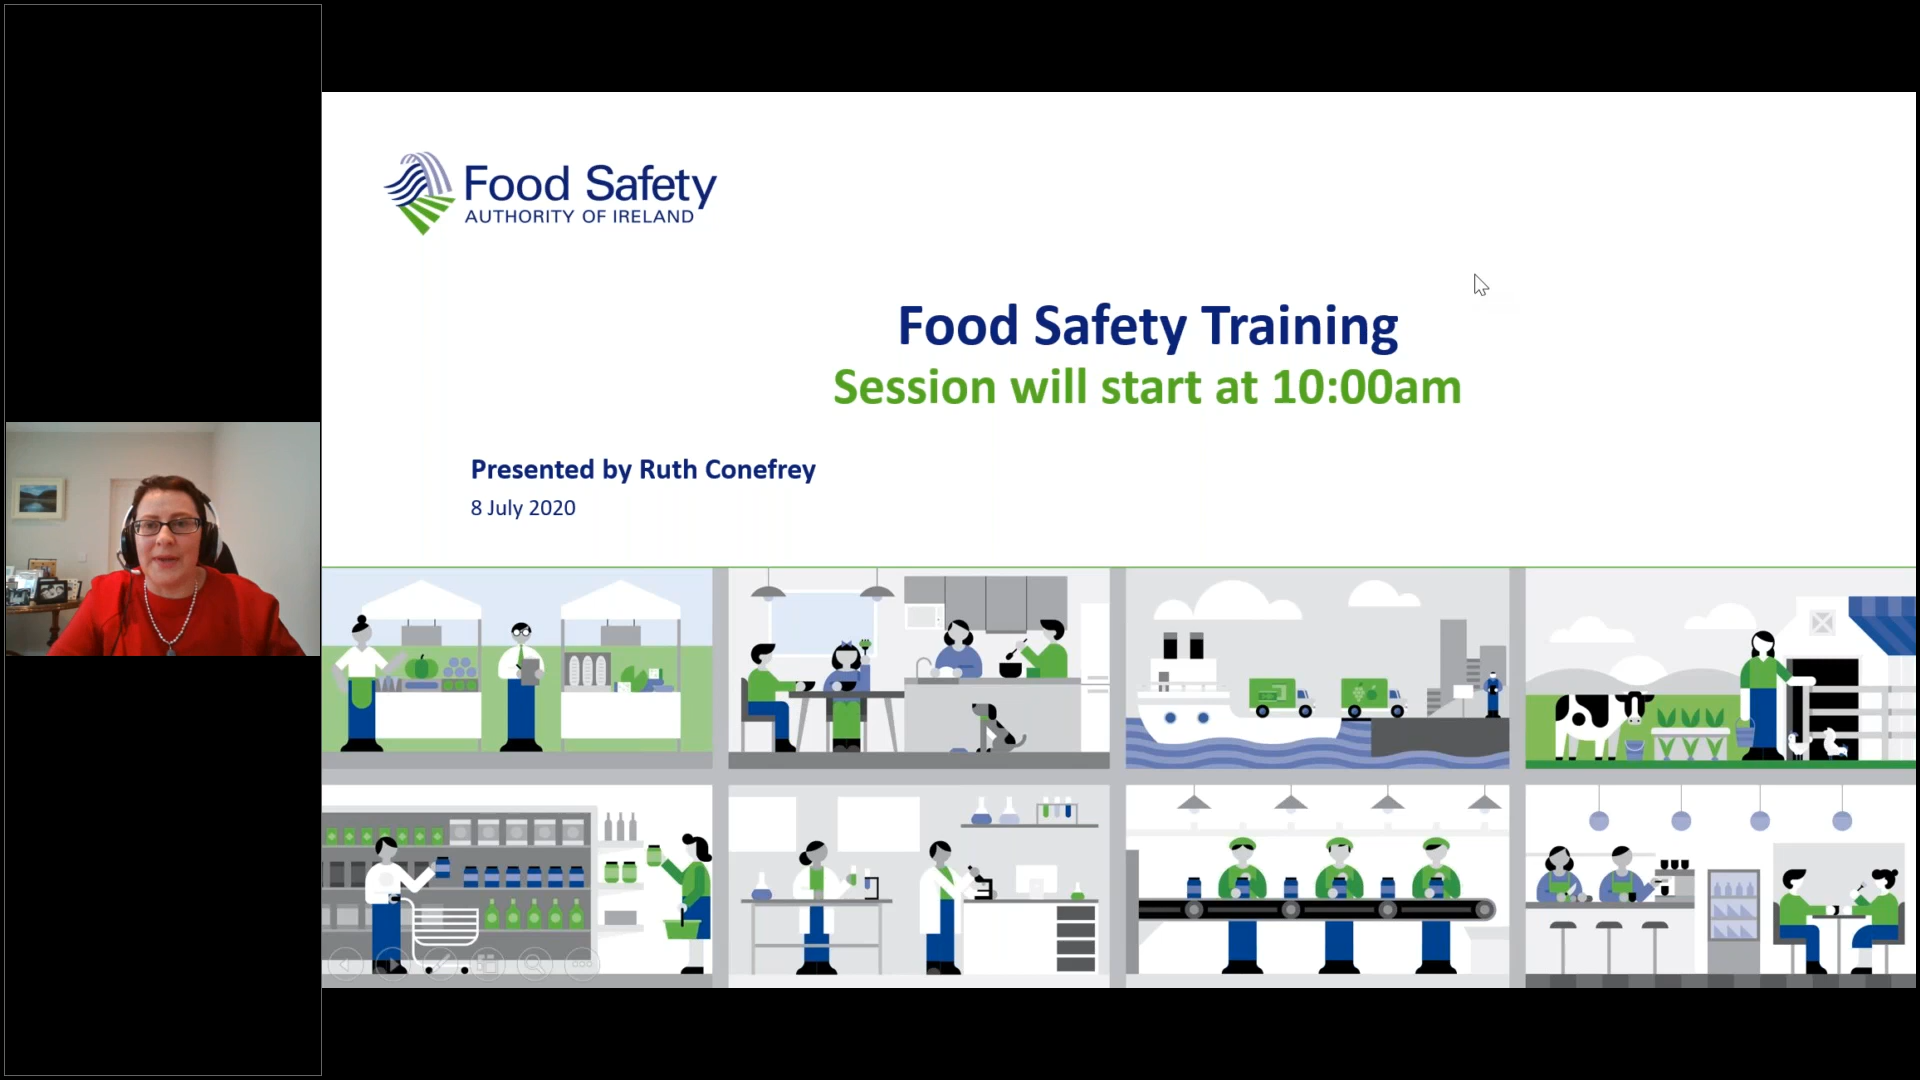 Food Safety
AUTHORITY OF IRELAND
Food Safety Training
Session will start at 10:00am
Presented by Ruth Conefrey
8 July 2020